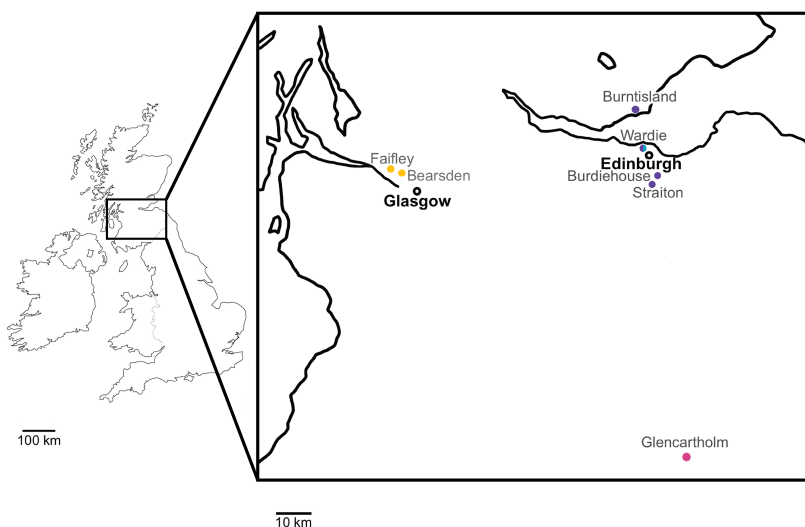 Burntisland
Wardie
Edinburgh
Faifley
Bearsden
Burdiehouse
Glasgow
Straiton
100 km
Glencartholm
10 km